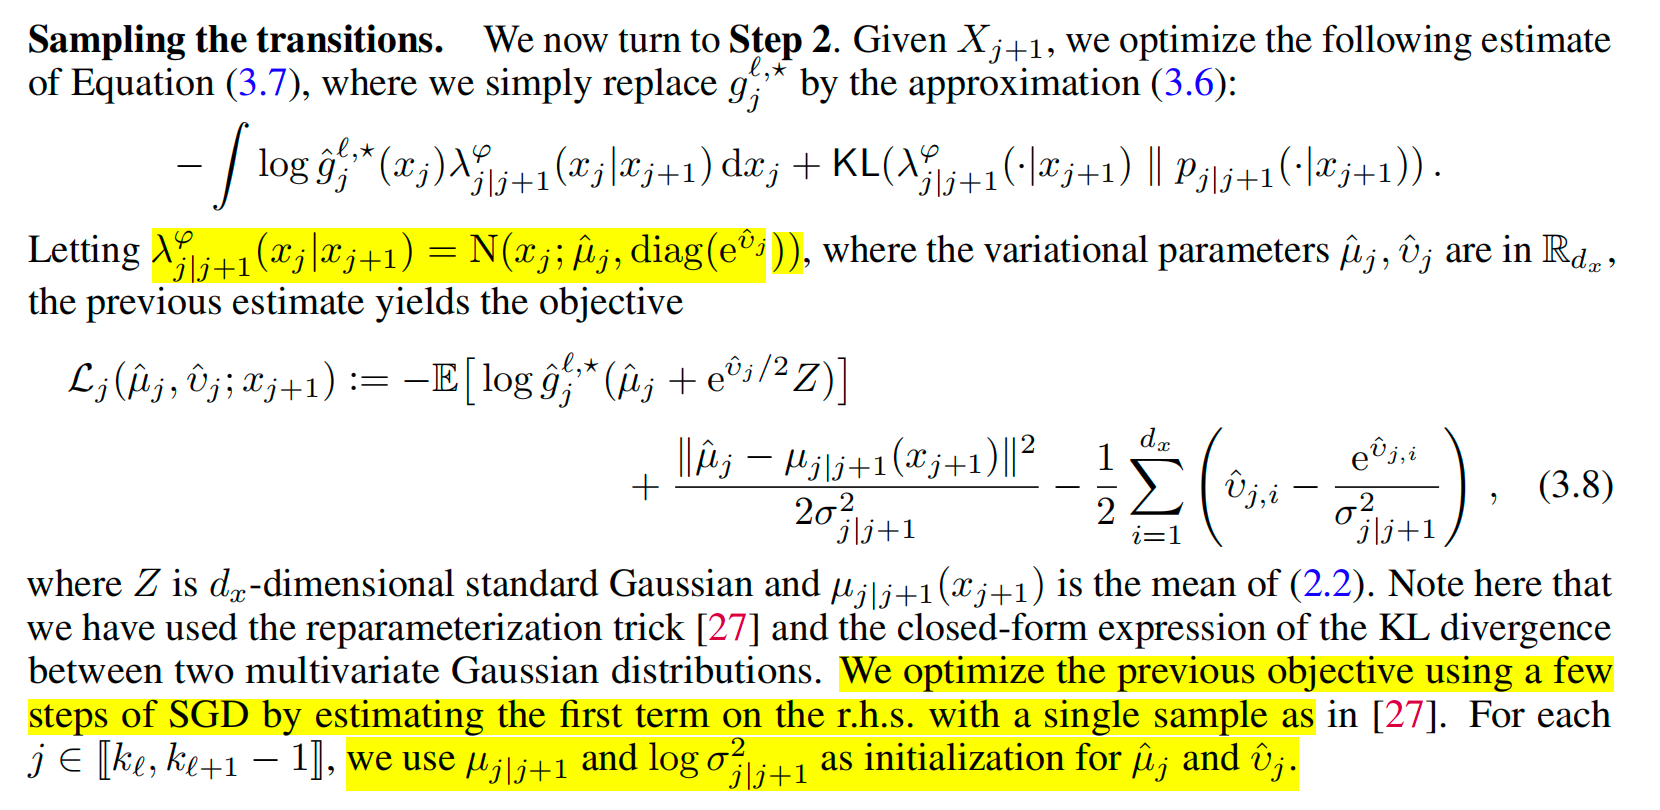 Sampling the transitions. We now turn to Step 2. Given $X_{j+1}$, we optimize the following estimate
of Equation (3.7), where we simply replace $g_j^{\ell,\star}$ by the approximation (3.6):
$-\int \log \hat{g}_j^{\ell,\star}(x_j)\lambda_{j|j+1}^{\varphi}(x_j|x_{j+1})\,\mathrm{d}x_j + \mathsf{KL}(\lambda_{j|j+1}^{\varphi}(\cdot|x_{j+1}) \parallel p_{j|j+1}(\cdot|x_{j+1})).$
Letting $\lambda_{j|j+1}^{\varphi}(x_j|x_{j+1}) = \mathrm{N}(x_j; \hat{\mu}_j, \mathrm{diag}(\mathrm{e}^{\hat{v}_j}))$, where the variational parameters $\hat{\mu}_j, \hat{v}_j$ are in $\mathbb{R}_{d_x}$,
the previous estimate yields the objective
$\mathcal{L}_j(\hat{\mu}_j, \hat{v}_j; x_{j+1}) := -\mathbb{E}\big[\log \hat{g}_j^{\ell,\star}(\hat{\mu}_j + \mathrm{e}^{\hat{v}_j/2}Z)\big]$
$+ \frac{\|\hat{\mu}_j - \mu_{j|j+1}(x_{j+1})\|^2}{2\sigma_{j|j+1}^2} - \frac{1}{2}\sum_{i=1}^{d_x}\left(\hat{v}_{j,i} - \frac{\mathrm{e}^{\hat{v}_{j,i}}}{\sigma_{j|j+1}^2}\right),$ (3.8)
where $Z$ is $d_x$-dimensional standard Gaussian and $\mu_{j|j+1}(x_{j+1})$ is the mean of (2.2). Note here that
we have used the reparameterization trick [27] and the closed-form expression of the KL divergence
between two multivariate Gaussian distributions. We optimize the previous objective using a few
steps of SGD by estimating the first term on the r.h.s. with a single sample as in [27]. For each
$j \in [\![k_\ell, k_{\ell+1} - 1]\!]$, we use $\mu_{j|j+1}$ and $\log \sigma_{j|j+1}^2$ as initialization for $\hat{\mu}_j$ and $\hat{v}_j$.